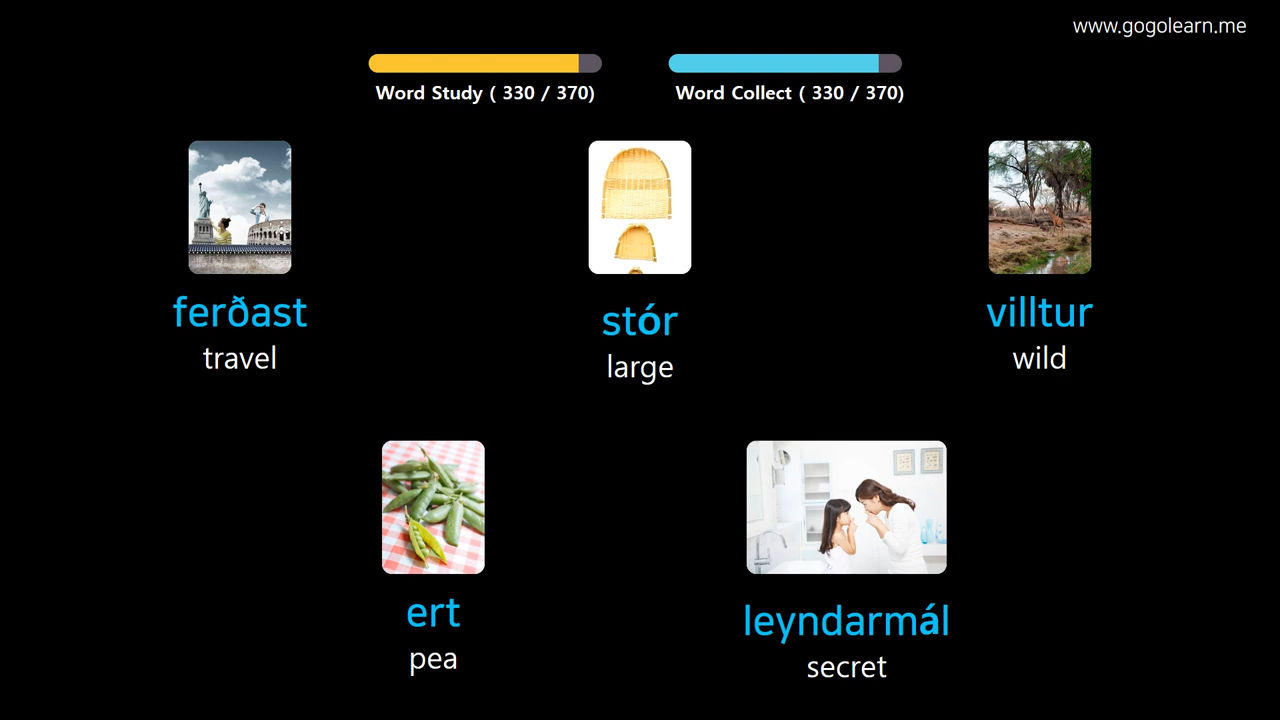 www.gogolearn.me
Word Study ( 330 / 370)
Word Collect ( 330 / 370)
ferðast
travel
stór
large
villtur
wild
ert
pea
leyndarmál
secret